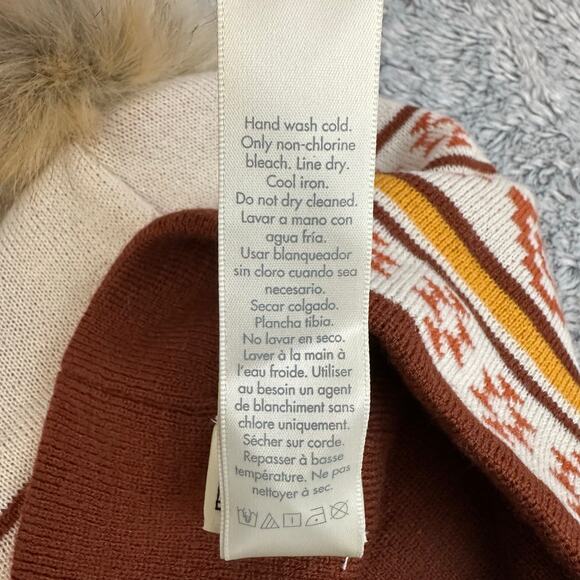 Hand wash cold.
Only non-chlorine
bleach. Line dry.
Cool iron.
Do not dry cleaned.
Lavar a mano con
agua fría.
Usar blanqueador
sin cloro cuando sea
necesario.
Secar colgado.
Plancha tibia.
No lavar en seco.
Laver à la main à
l'eau froide. Utiliser
au besoin un agent
de blanchiment sans
chlore uniquement.
Sécher sur corde.
Repasser à basse
température. Ne pas
nettoyer à sec.